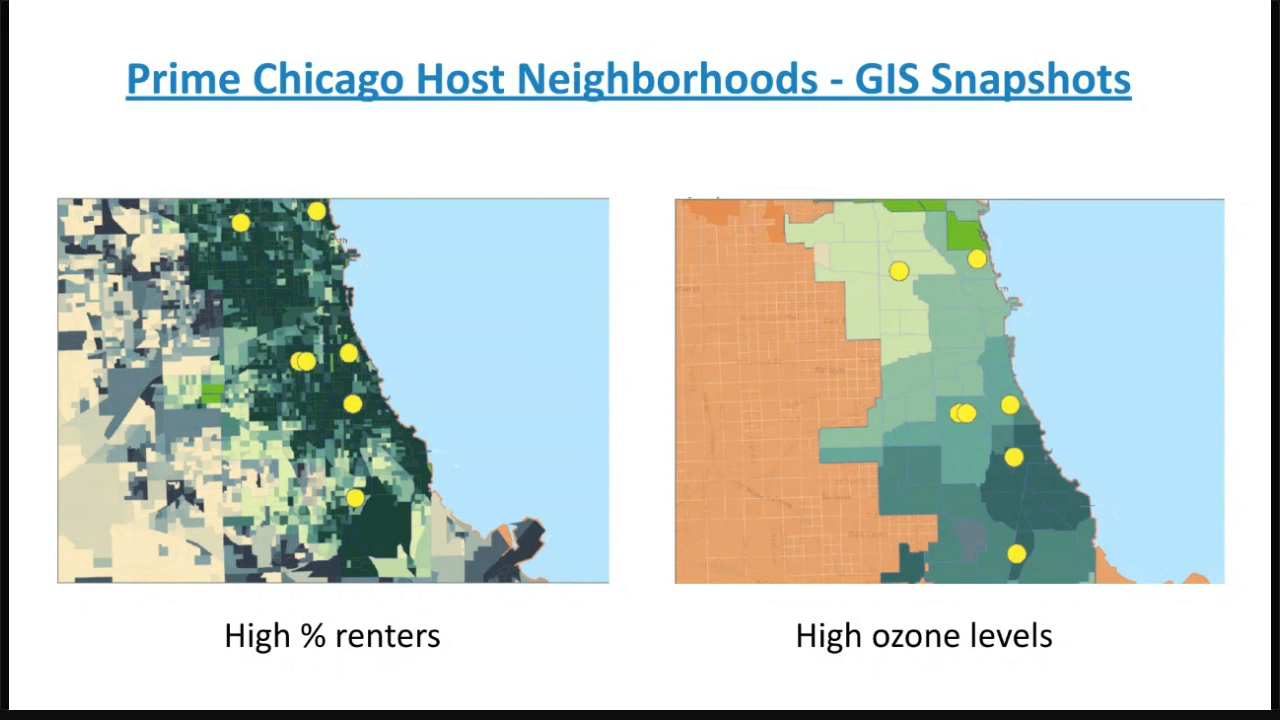 Prime Chicago Host Neighborhoods - GIS Snapshots
High % renters
High ozone levels